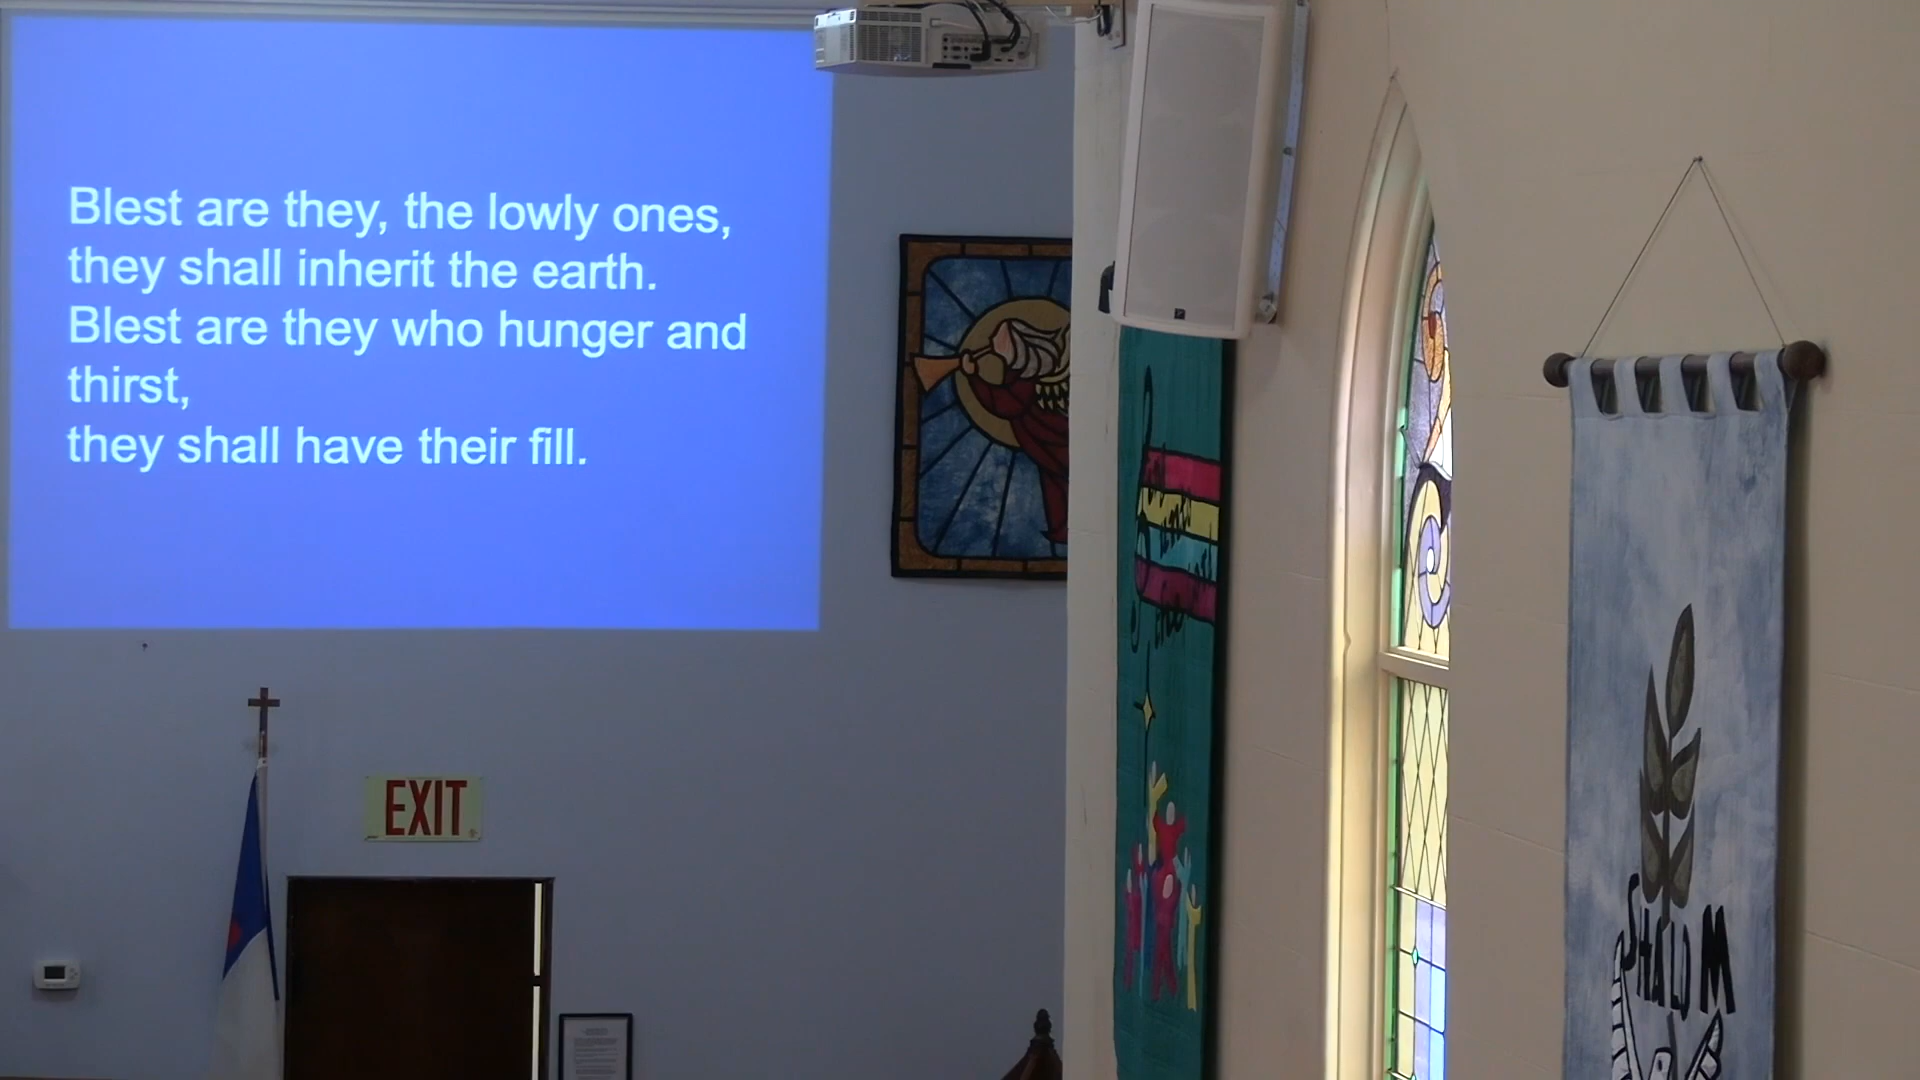 Blest are they, the lowly ones,
they shall inherit the earth.
Blest are they who hunger and
thirst,
they shall have their fill.
EXIT
SHALOM